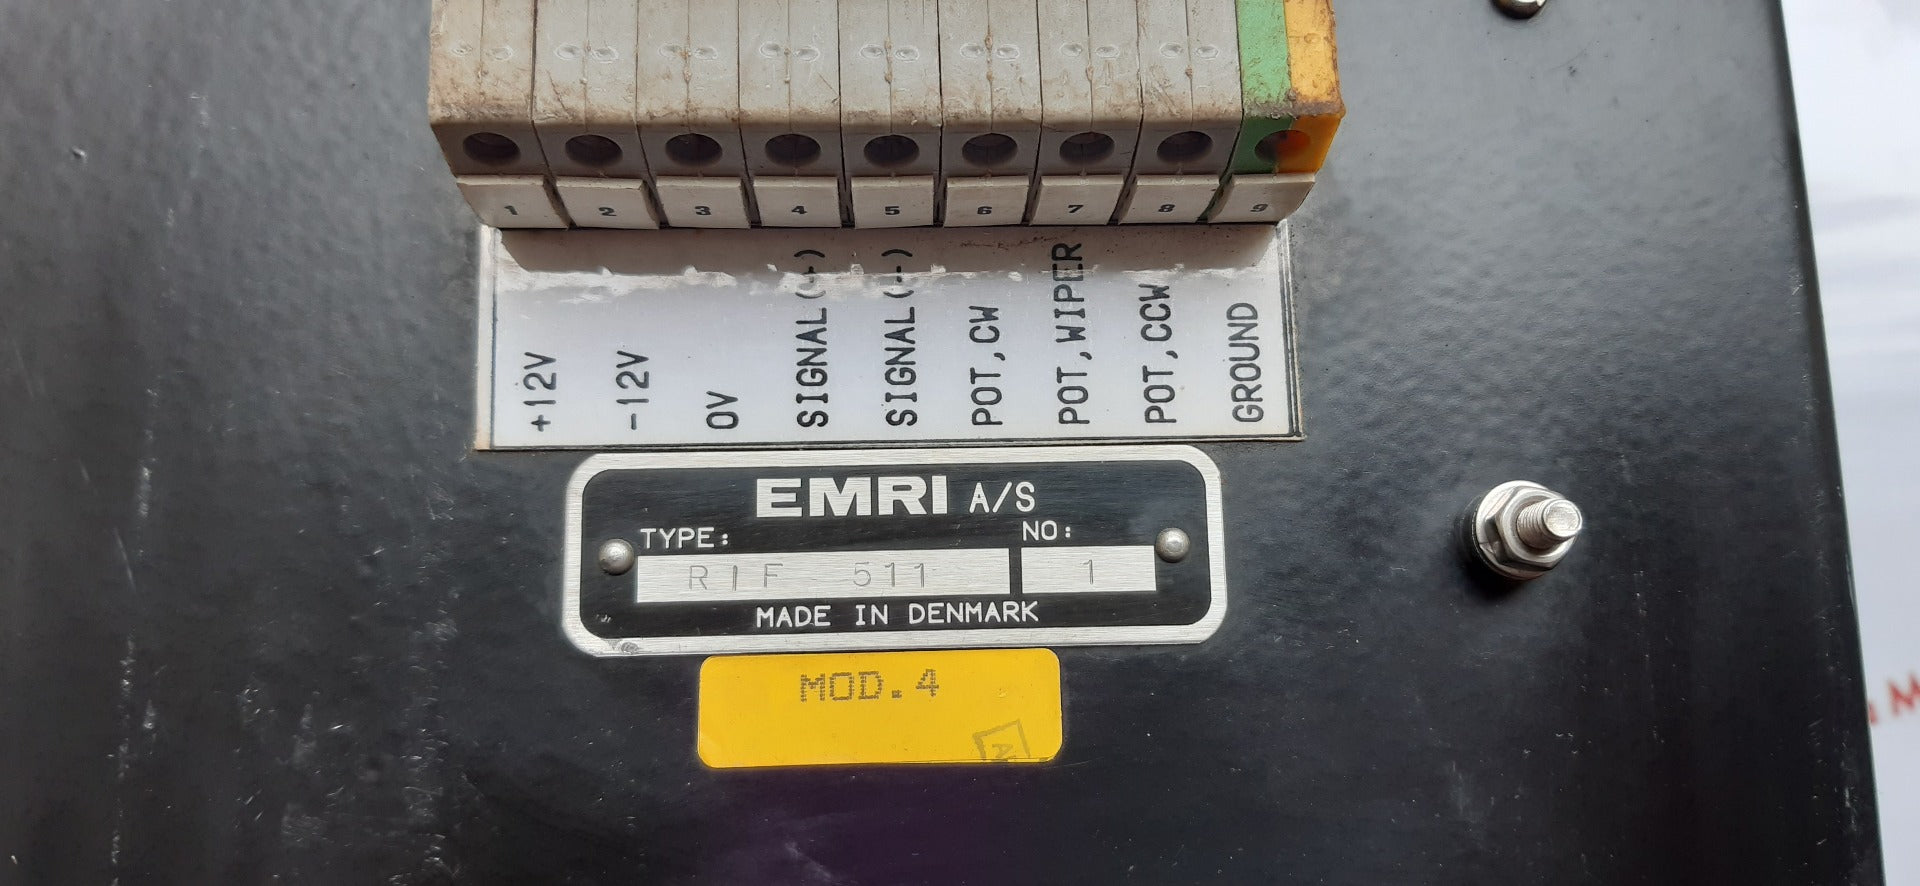 1 2 3 4 5 6 7 8 9
+12V
-12V
0V
SIGNAL(+)
SIGNAL(-)
POT,CW
POT,WIPER
POT,CCW
GROUND
EMRI A/S
TYPE: NO:
RIF 511 1
MADE IN DENMARK
MOD.4